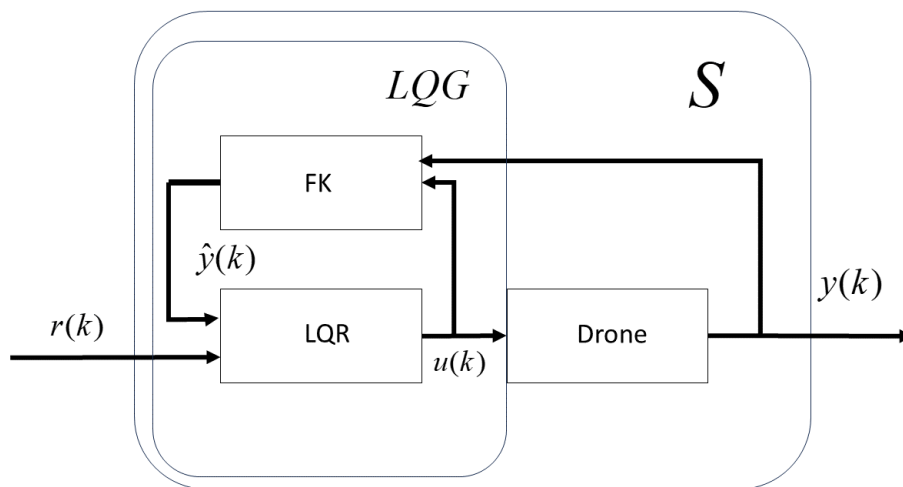 LQG
S
FK
ŷ(k)
y(k)
r(k)
LQR
Drone
u(k)